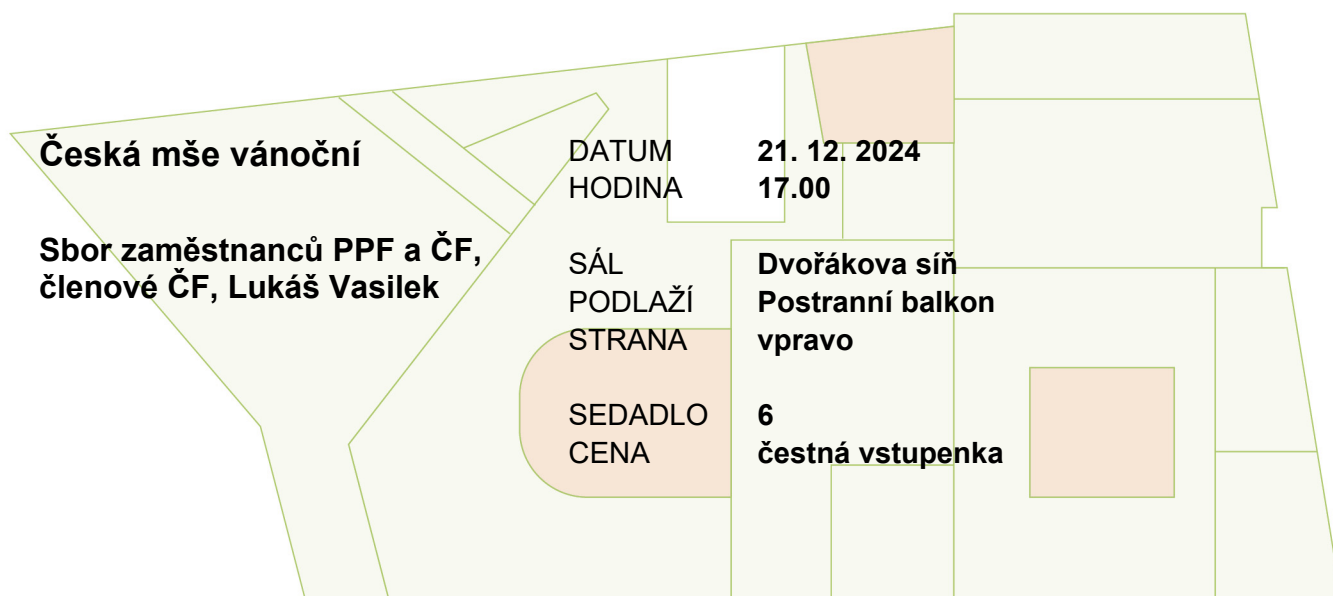 Česká mše vánoční
Sbor zaměstnanců PPF a ČF,
členové ČF, Lukáš Vasilek
DATUM 21. 12. 2024
HODINA 17.00
SÁL Dvořákova síň
PODLAŽÍ Postranní balkon
STRANA vpravo
SEDADLO 6
CENA čestná vstupenka